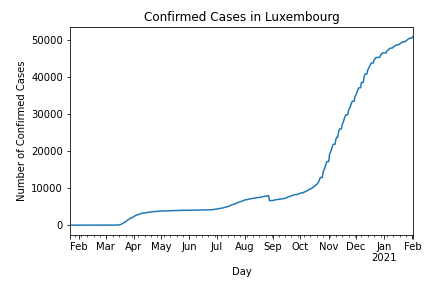 Confirmed Cases in Luxembourg
Number of Confirmed Cases
50000
40000
30000
20000
10000
0
Feb Mar Apr May Jun Jul Aug Sep Oct Nov Dec Jan Feb
2021
Day